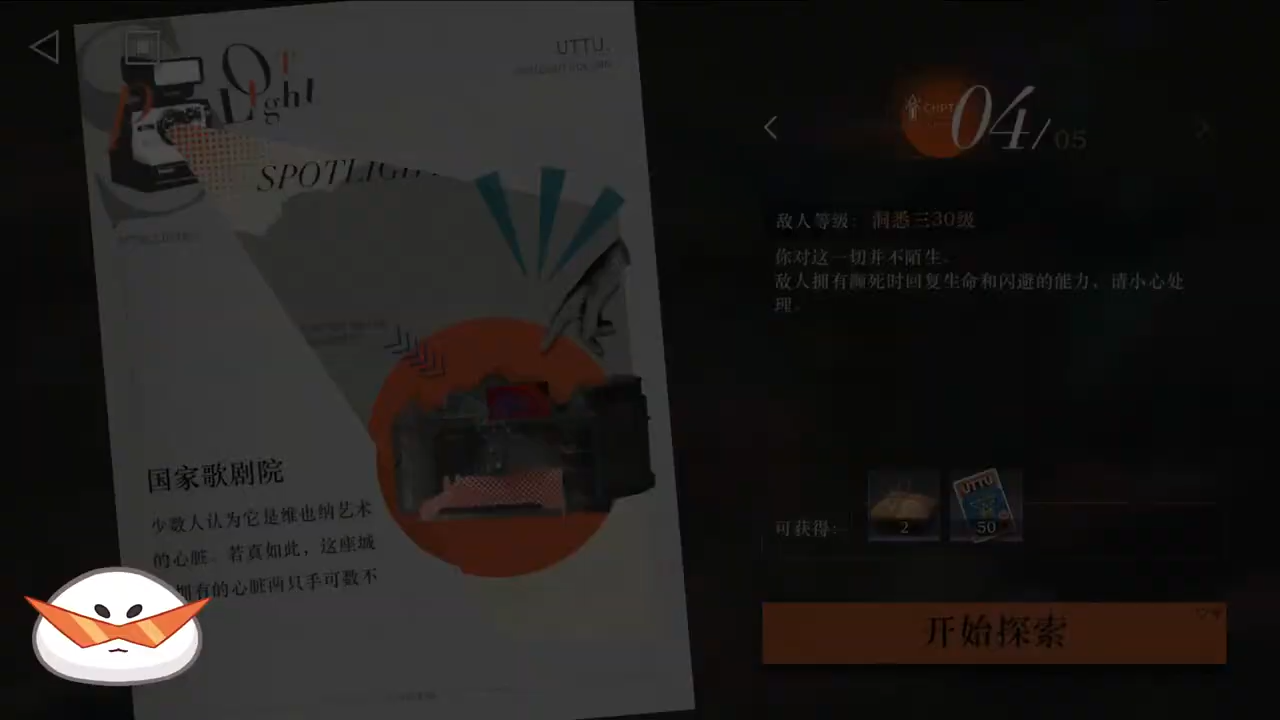 UTTU.
OT
Light
SPOTLIGHT
国家歌剧院
少数人认为它是维也纳艺术
的心脏。若真如此，这座城
拥有的心脏两只手可数不
CHPT
04/05
敌人等级： 洞悉三30级
你对这一切并不陌生。
敌人拥有濒死时回复生命和闪避的能力，请小心处
理。
可获得：
2
UTTU
50
开始探索